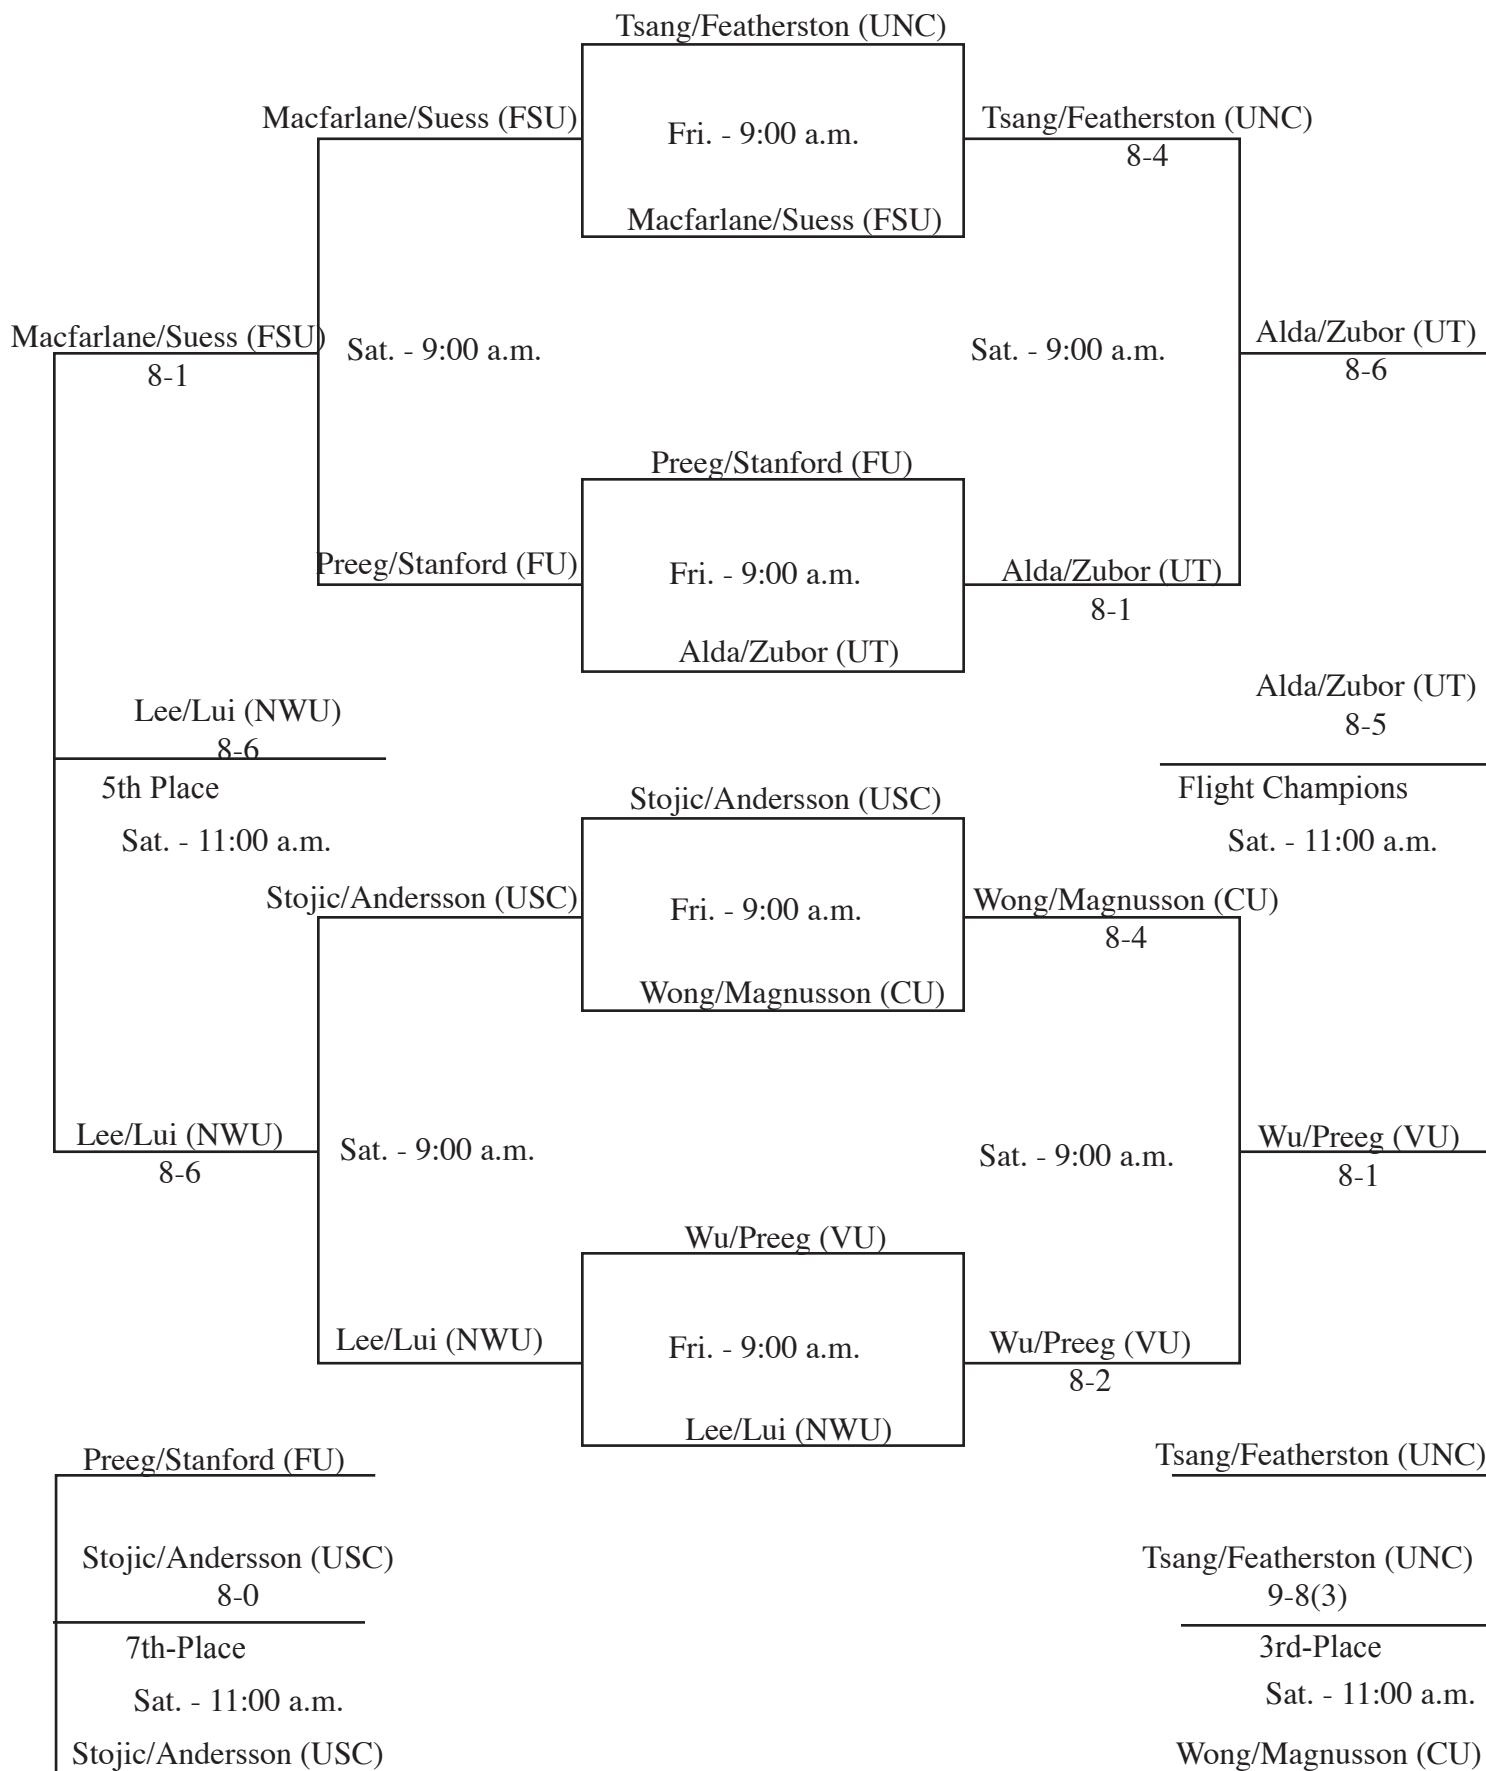 Tsang/Featherston (UNC)
Macfarlane/Suess (FSU)
Fri. - 9:00 a.m.
Tsang/Featherston (UNC)
8-4
Macfarlane/Suess (FSU)
Macfarlane/Suess (FSU)
8-1
Sat. - 9:00 a.m.
Sat. - 9:00 a.m.
Alda/Zubor (UT)
8-6
Preeg/Stanford (FU)
Preeg/Stanford (FU)
Fri. - 9:00 a.m.
Alda/Zubor (UT)
8-1
Alda/Zubor (UT)
Lee/Lui (NWU)
8-6
5th Place
Sat. - 11:00 a.m.
Alda/Zubor (UT)
8-5
Flight Champions
Sat. - 11:00 a.m.
Stojic/Andersson (USC)
Stojic/Andersson (USC)
Fri. - 9:00 a.m.
Wong/Magnusson (CU)
8-4
Wong/Magnusson (CU)
Lee/Lui (NWU)
8-6
Sat. - 9:00 a.m.
Sat. - 9:00 a.m.
Wu/Preeg (VU)
8-1
Wu/Preeg (VU)
Lee/Lui (NWU)
Fri. - 9:00 a.m.
Wu/Preeg (VU)
8-2
Lee/Lui (NWU)
Preeg/Stanford (FU)
Stojic/Andersson (USC)
8-0
7th-Place
Sat. - 11:00 a.m.
Stojic/Andersson (USC)
Tsang/Featherston (UNC)
Tsang/Featherston (UNC)
9-8(3)
3rd-Place
Sat. - 11:00 a.m.
Wong/Magnusson (CU)